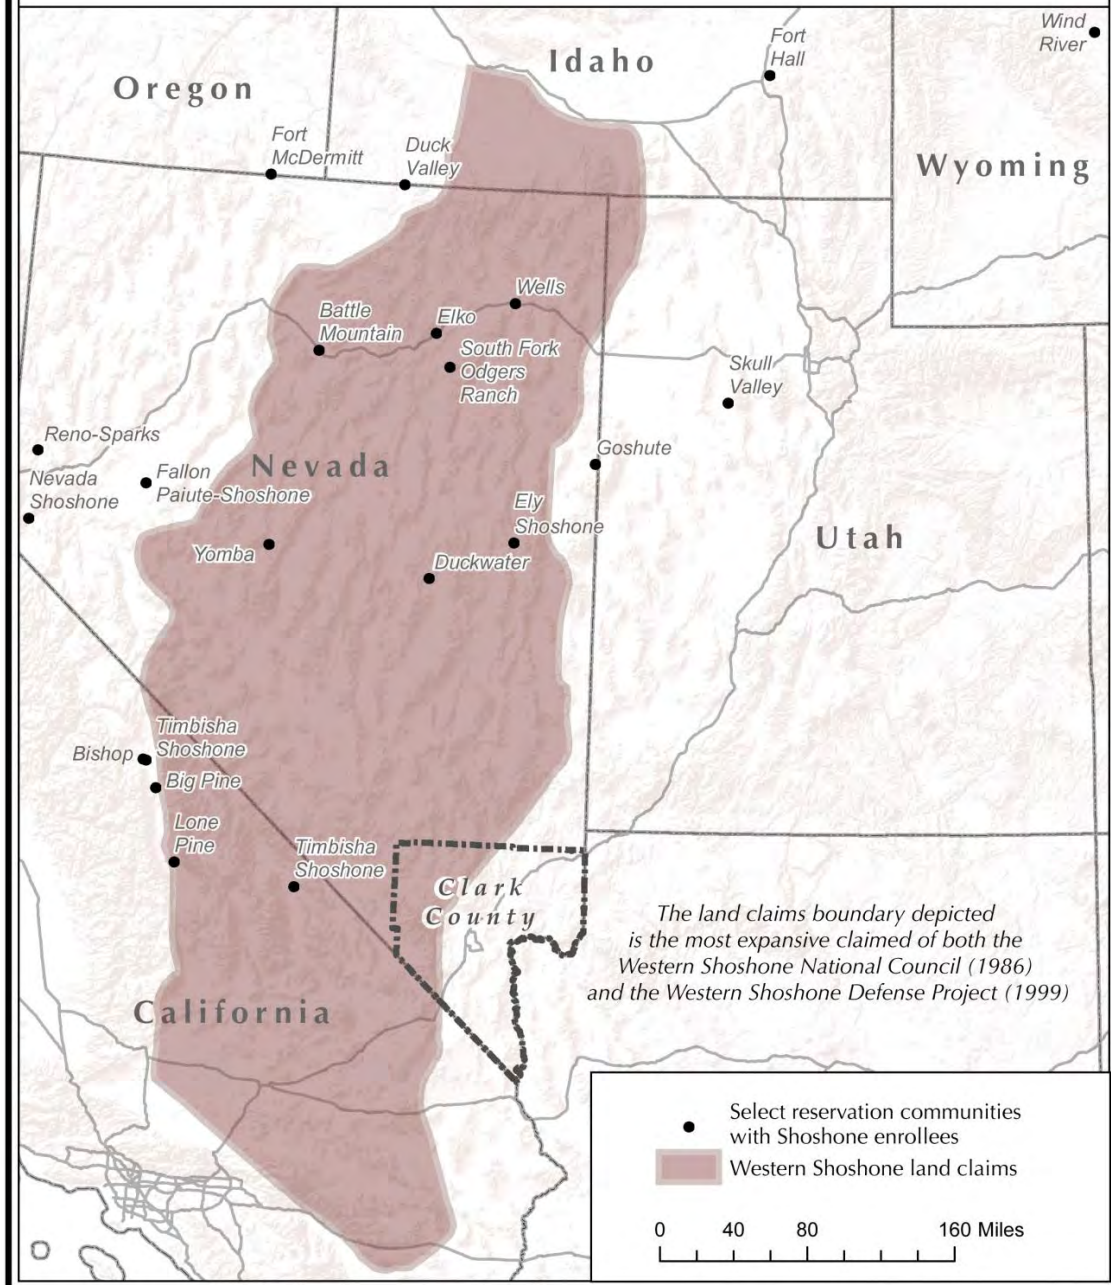 Wind
River
Fort
Hall
Idaho
Oregon
Fort
McDermitt
Duck
Valley
Wyoming
Wells
Battle
Mountain
Elko
South Fork
Odgers
Ranch
Skull
Valley
Reno-Sparks
Goshute
Nevada
Nevada
Shoshone
Fallon
Paiute-Shoshone
Ely
Shoshone
Utah
Yomba
Duckwater
Timbisha
Shoshone
Bishop
Big Pine
Lone
Pine
Timbisha
Shoshone
Clark
County
The land claims boundary depicted
is the most expansive claimed of both the
Western Shoshone National Council (1986)
and the Western Shoshone Defense Project (1999)
California
Select reservation communities
with Shoshone enrollees
Western Shoshone land claims
0 40 80 160 Miles